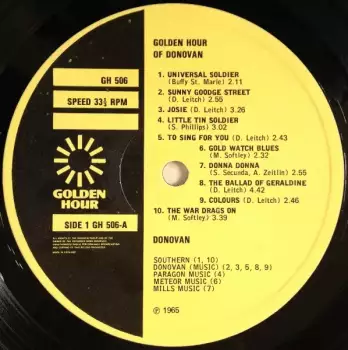 GOLDEN HOUR
OF DONOVAN
GH 506
SPEED 33⅓ RPM
GOLDEN
HOUR
SIDE 1 GH 506-A
1. UNIVERSAL SOLDIER
(Buffy St. Marie) 2.11
2. SUNNY GOODGE STREET
(D. Leitch) 2.55
3. JOSIE (D. Leitch) 3.26
4. LITTLE TIN SOLDIER
(S. Phillips) 3.02
5. TO SING FOR YOU (D. Leitch) 2.43
6. GOLD WATCH BLUES
(M. Softley) 2.32
7. DONNA DONNA
(S. Secunda, A. Zeitlin) 2.55
8. THE BALLAD OF GERALDINE
(D. Leitch) 4.42
9. COLOURS (D. Leitch) 2.46
10. THE WAR DRAGS ON
(M. Softley) 3.39
DONOVAN
SOUTHERN (1, 10)
DONOVAN (MUSIC) (2, 3, 5, 8, 9)
PARAGON MUSIC (4)
METEOR MUSIC (6)
MILLS MUSIC (7)
℗ 1965